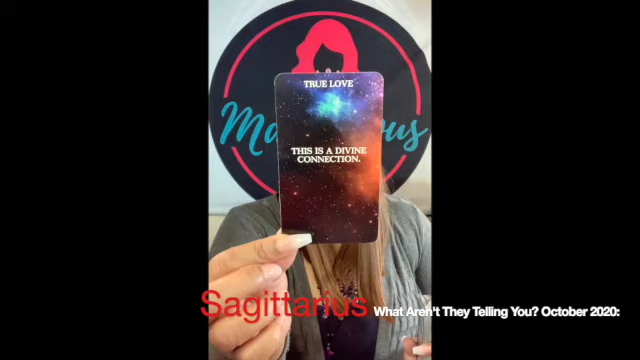 TRUE LOVE
THIS IS A DIVINE
CONNECTION.
Sagittarius What Aren't They Telling You? October 2020: